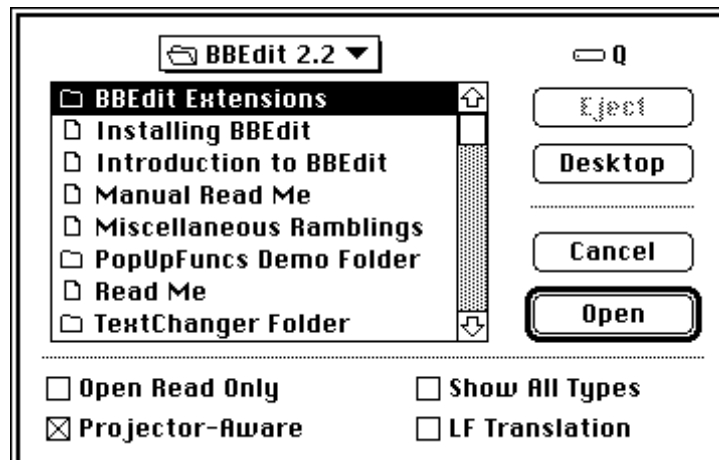 BBEdit 2.2
Q
BBEdit Extensions
Installing BBEdit
Introduction to BBEdit
Manual Read Me
Miscellaneous Ramblings
PopUpFuncs Demo Folder
Read Me
TextChanger Folder
Eject
Desktop
Cancel
Open
Open Read Only
Show All Types
Projector-Aware
LF Translation